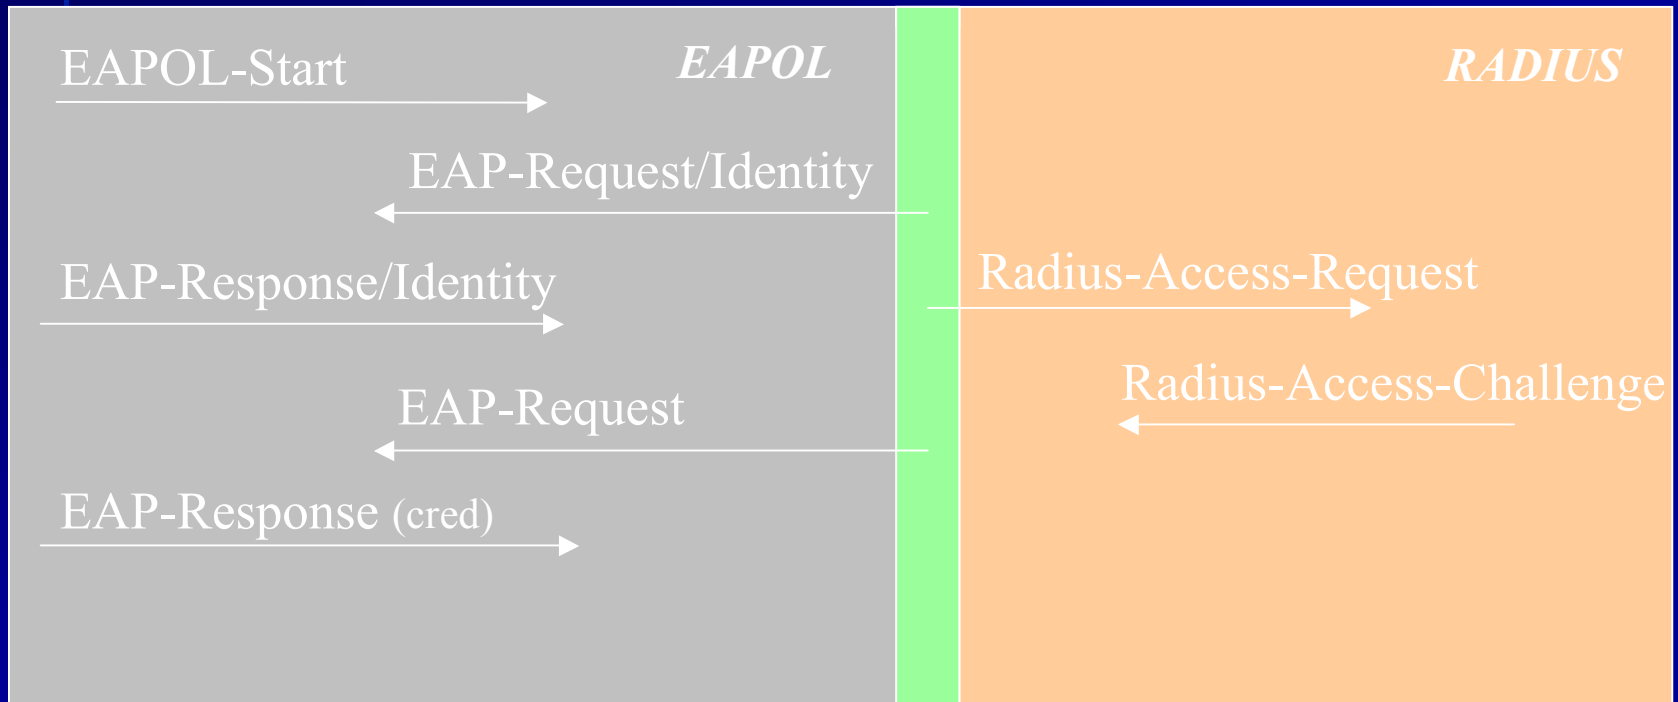 EAPOL-Start
EAPOL
RADIUS
EAP-Request/Identity
EAP-Response/Identity
Radius-Access-Request
EAP-Request
Radius-Access-Challenge
EAP-Response (cred)